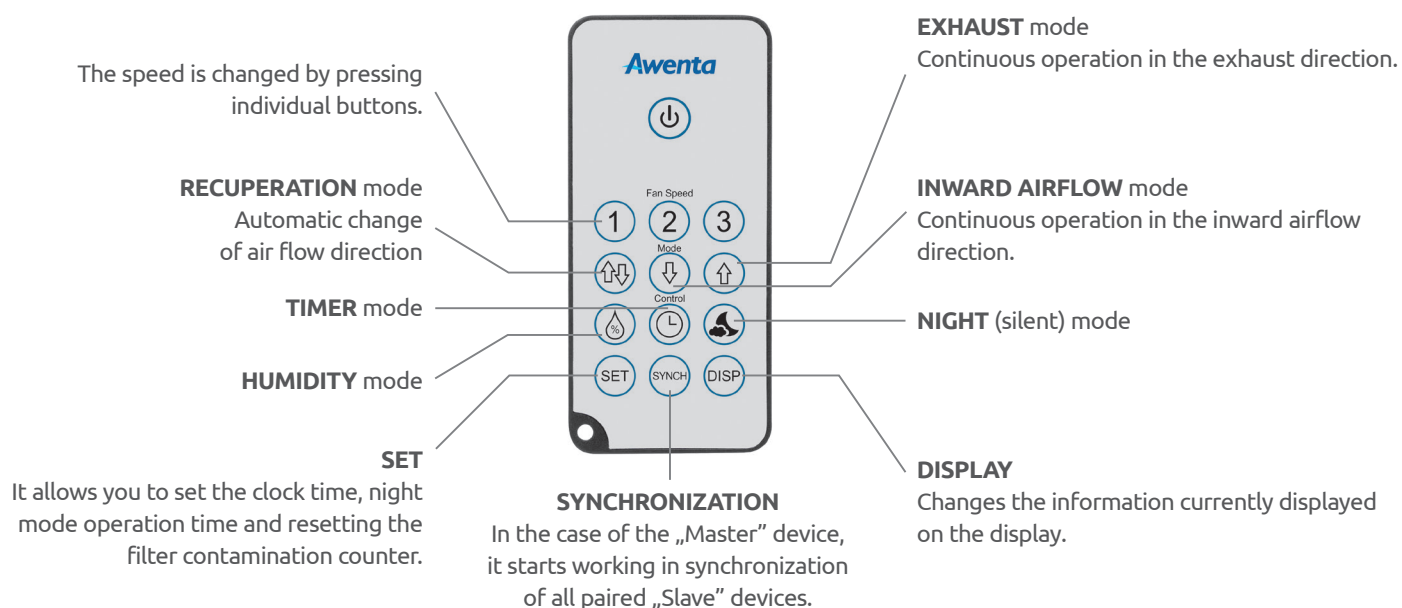 The speed is changed by pressing
individual buttons.
RECUPERATION mode
Automatic change
of air flow direction
TIMER mode
HUMIDITY mode
SET
It allows you to set the clock time, night
mode operation time and resetting the
filter contamination counter.
Awenta
Fan Speed
1 2 3
Mode
Control
%
SET SYNCH DISP
SYNCHRONIZATION
In the case of the „Master” device,
it starts working in synchronization
of all paired „Slave” devices.
EXHAUST mode
Continuous operation in the exhaust direction.
INWARD AIRFLOW mode
Continuous operation in the inward airflow
direction.
NIGHT (silent) mode
DISPLAY
Changes the information currently displayed
on the display.